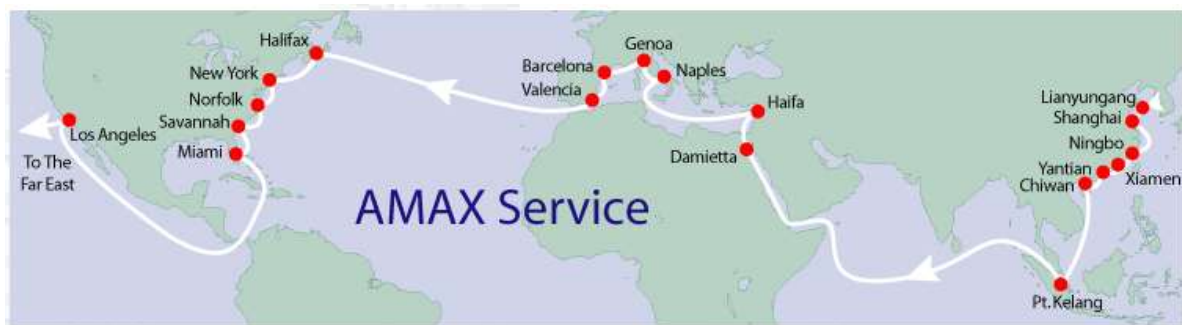 Halifax
New York
Norfolk
Savannah
Miami
Los Angeles
To The
Far East
Genoa
Barcelona
Naples
Valencia
Haifa
Damietta
AMAX Service
Lianyungang
Shanghai
Ningbo
Yantian
Xiamen
Chiwan
Pt. Kelang